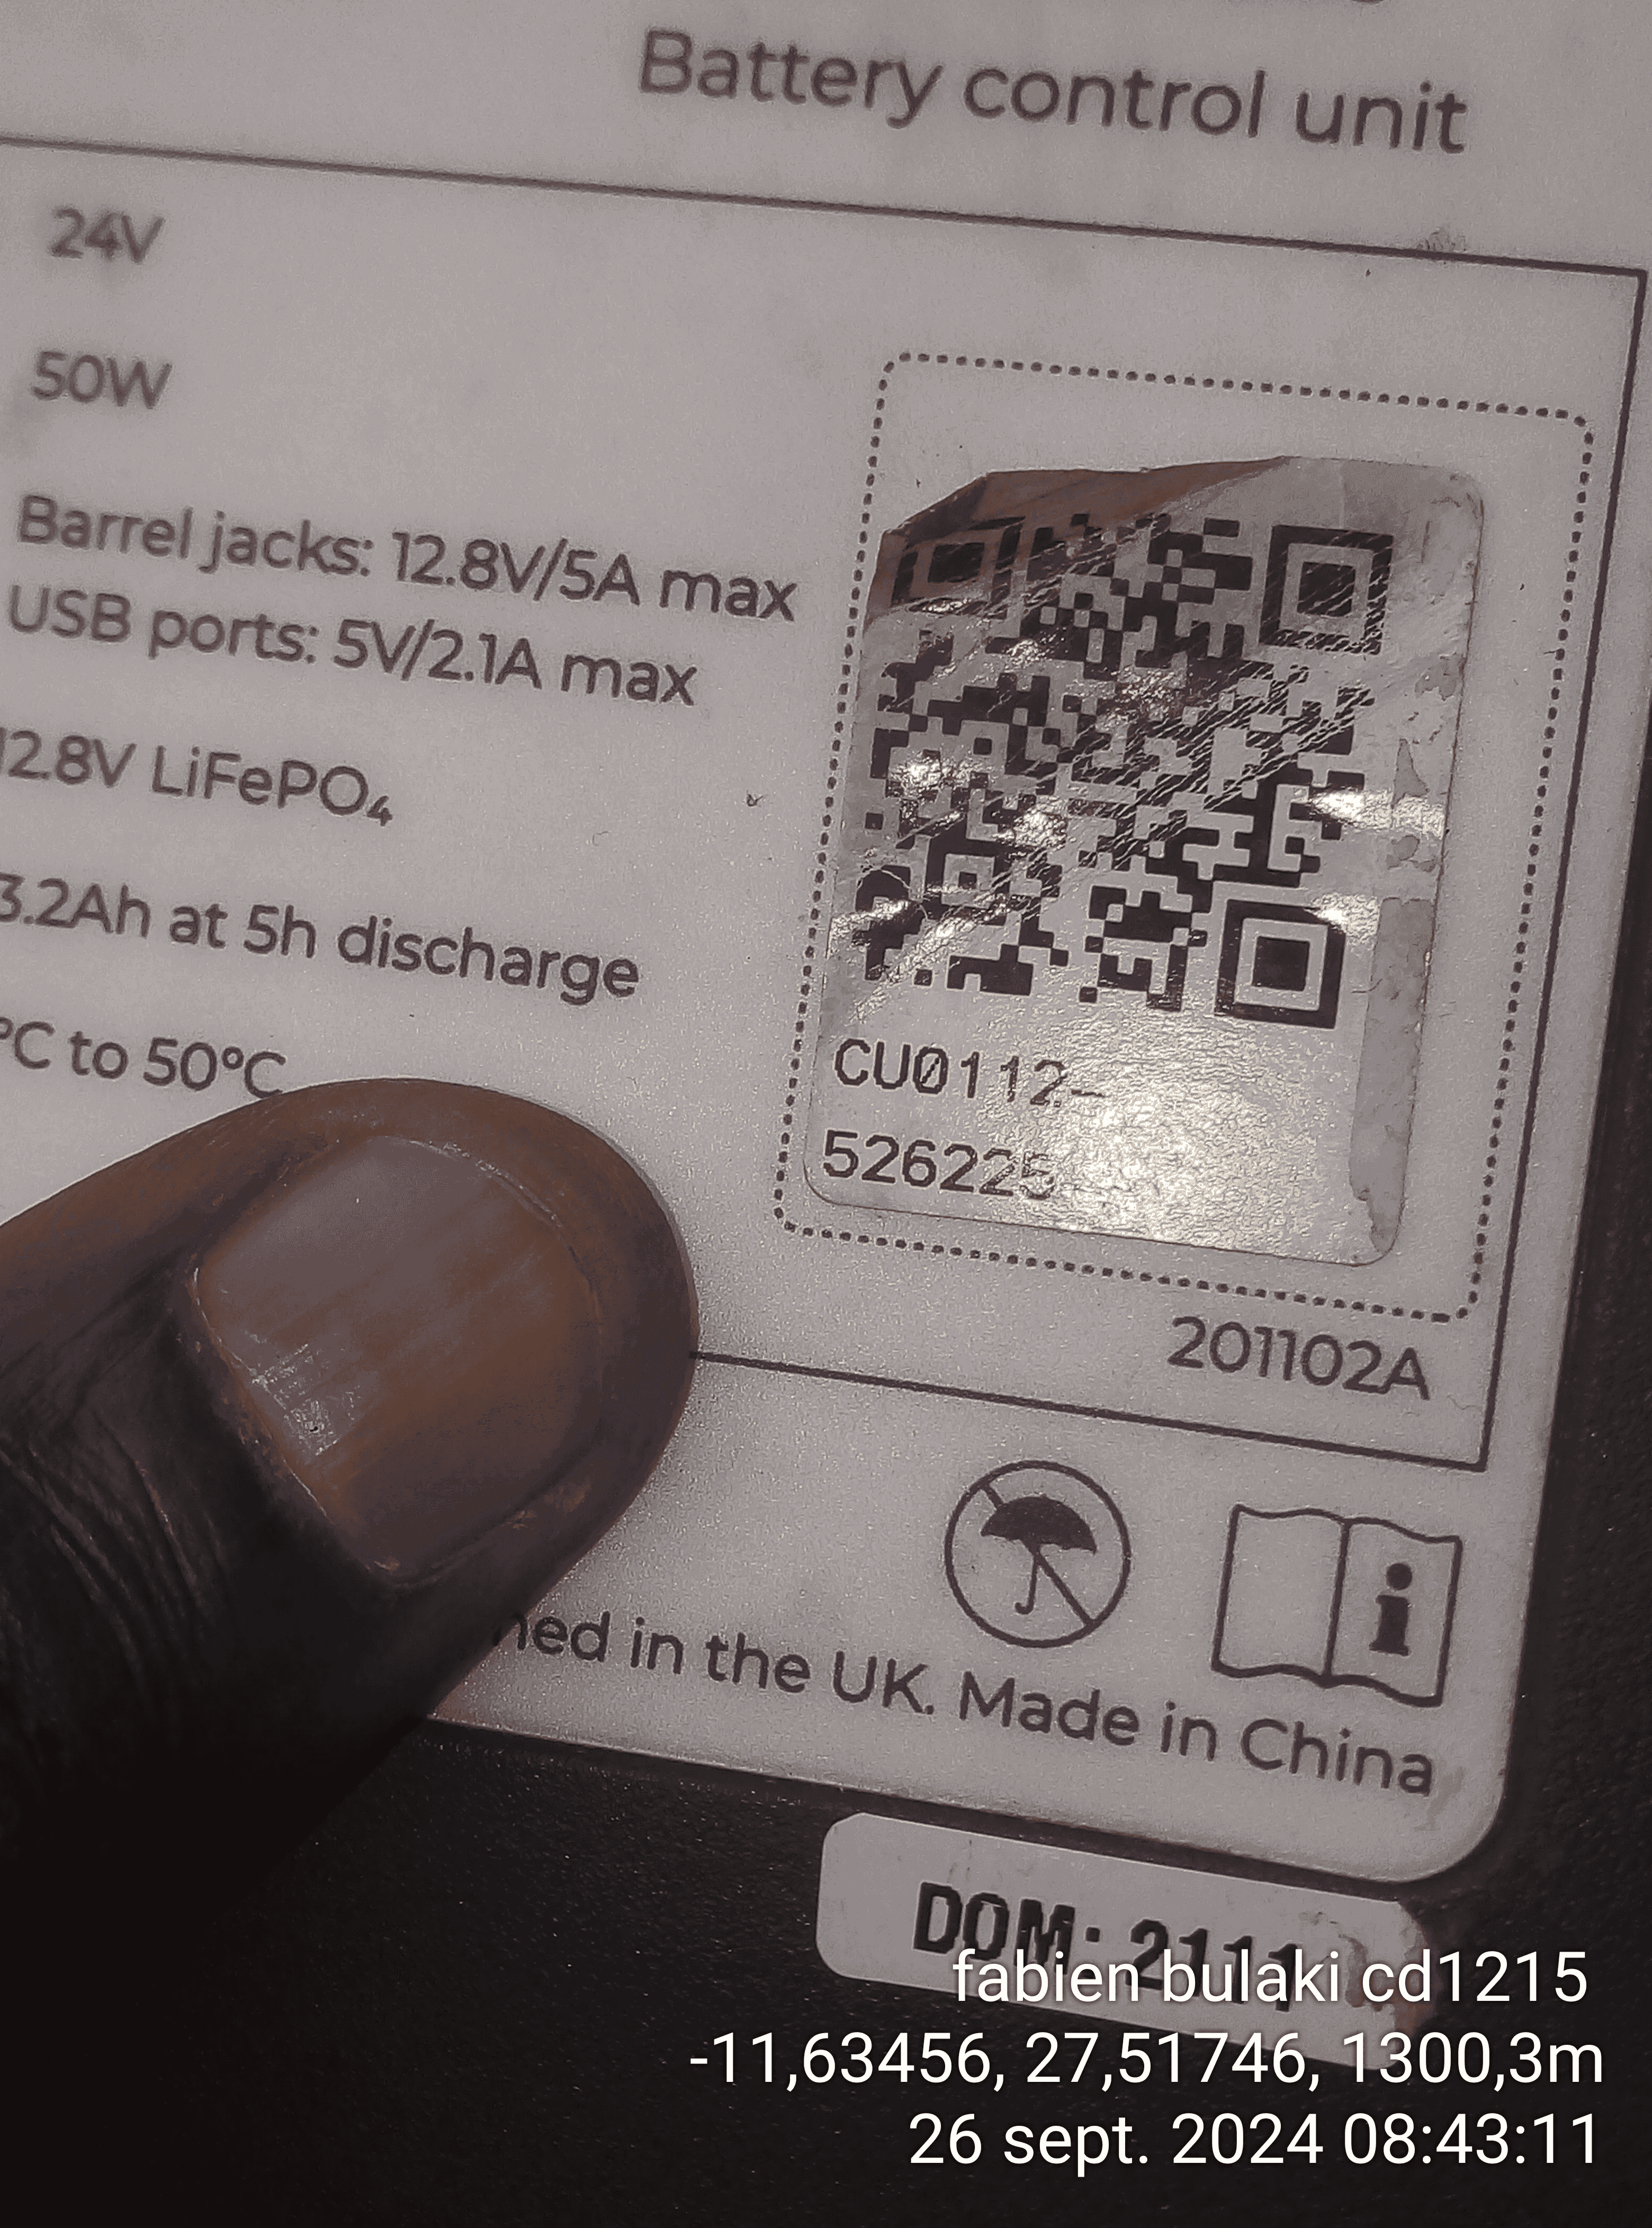 Battery control unit
24V
50W
Barrel jacks: 12.8V/5A max
USB ports: 5V/2.1A max
12.8V LiFePO₄
3.2Ah at 5h discharge
°C to 50°C
CU0112-
526225
201102A
in the UK. Made in China
DOM: 2111
fabien bulaki cd1215
-11,63456, 27,51746, 1300,3m
26 sept. 2024 08:43:11